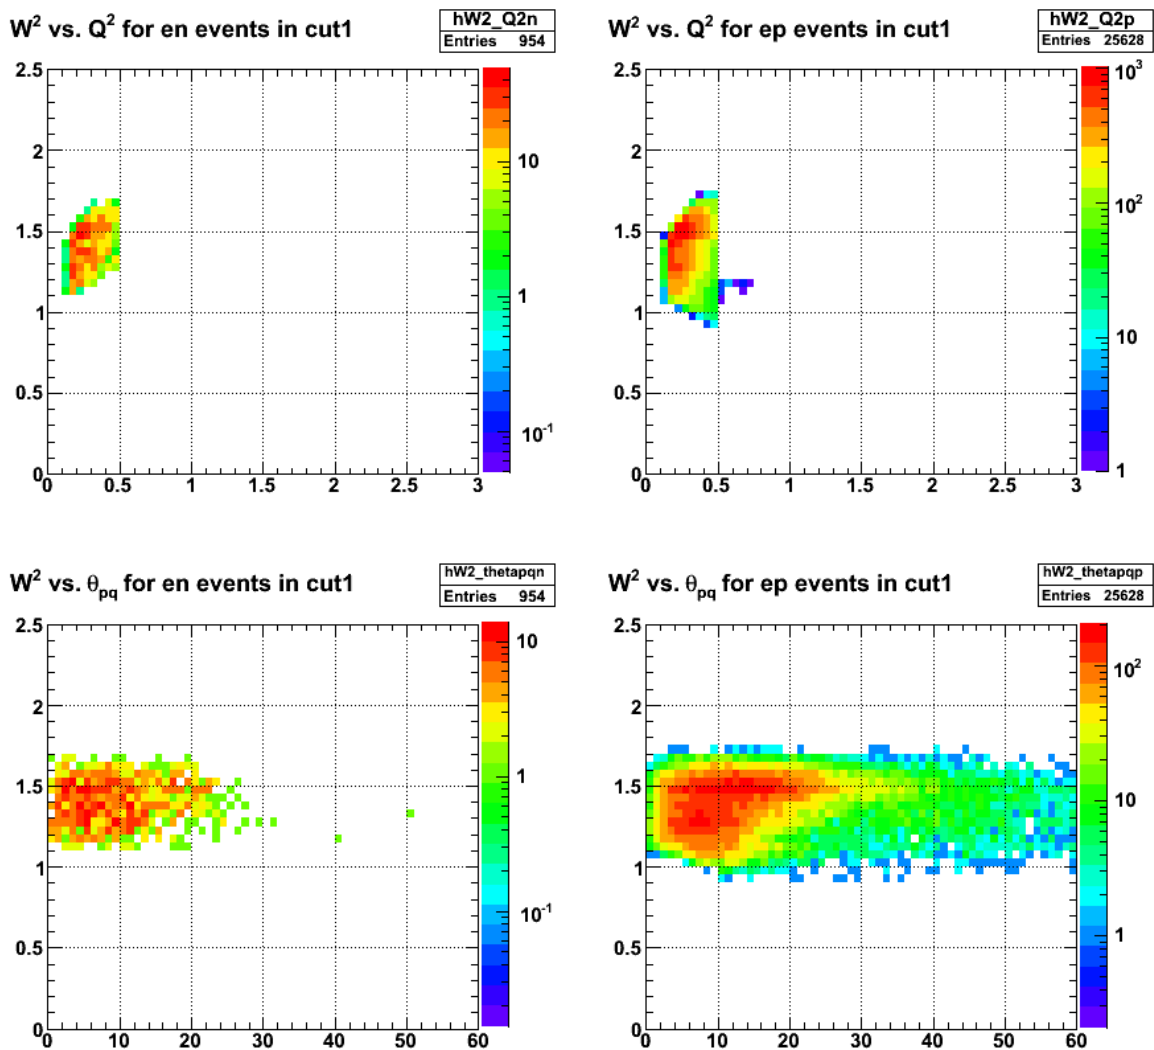 W² vs. Q² for en events in cut1
hW2_Q2n
Entries 954
2.5
2
1.5
1
0.5
0
0 0.5 1 1.5 2 2.5 3
10
1
10⁻¹
W² vs. Q² for ep events in cut1
hW2_Q2p
Entries 25628
2.5
2
1.5
1
0.5
0
0 0.5 1 1.5 2 2.5 3
10³
10²
10
1
W² vs. θpq for en events in cut1
hW2_thetapqn
Entries 954
2.5
2
1.5
1
0.5
0
0 10 20 30 40 50 60
10
1
10⁻¹
W² vs. θpq for ep events in cut1
hW2_thetapqp
Entries 25628
2.5
2
1.5
1
0.5
0
0 10 20 30 40 50 60
10²
10
1